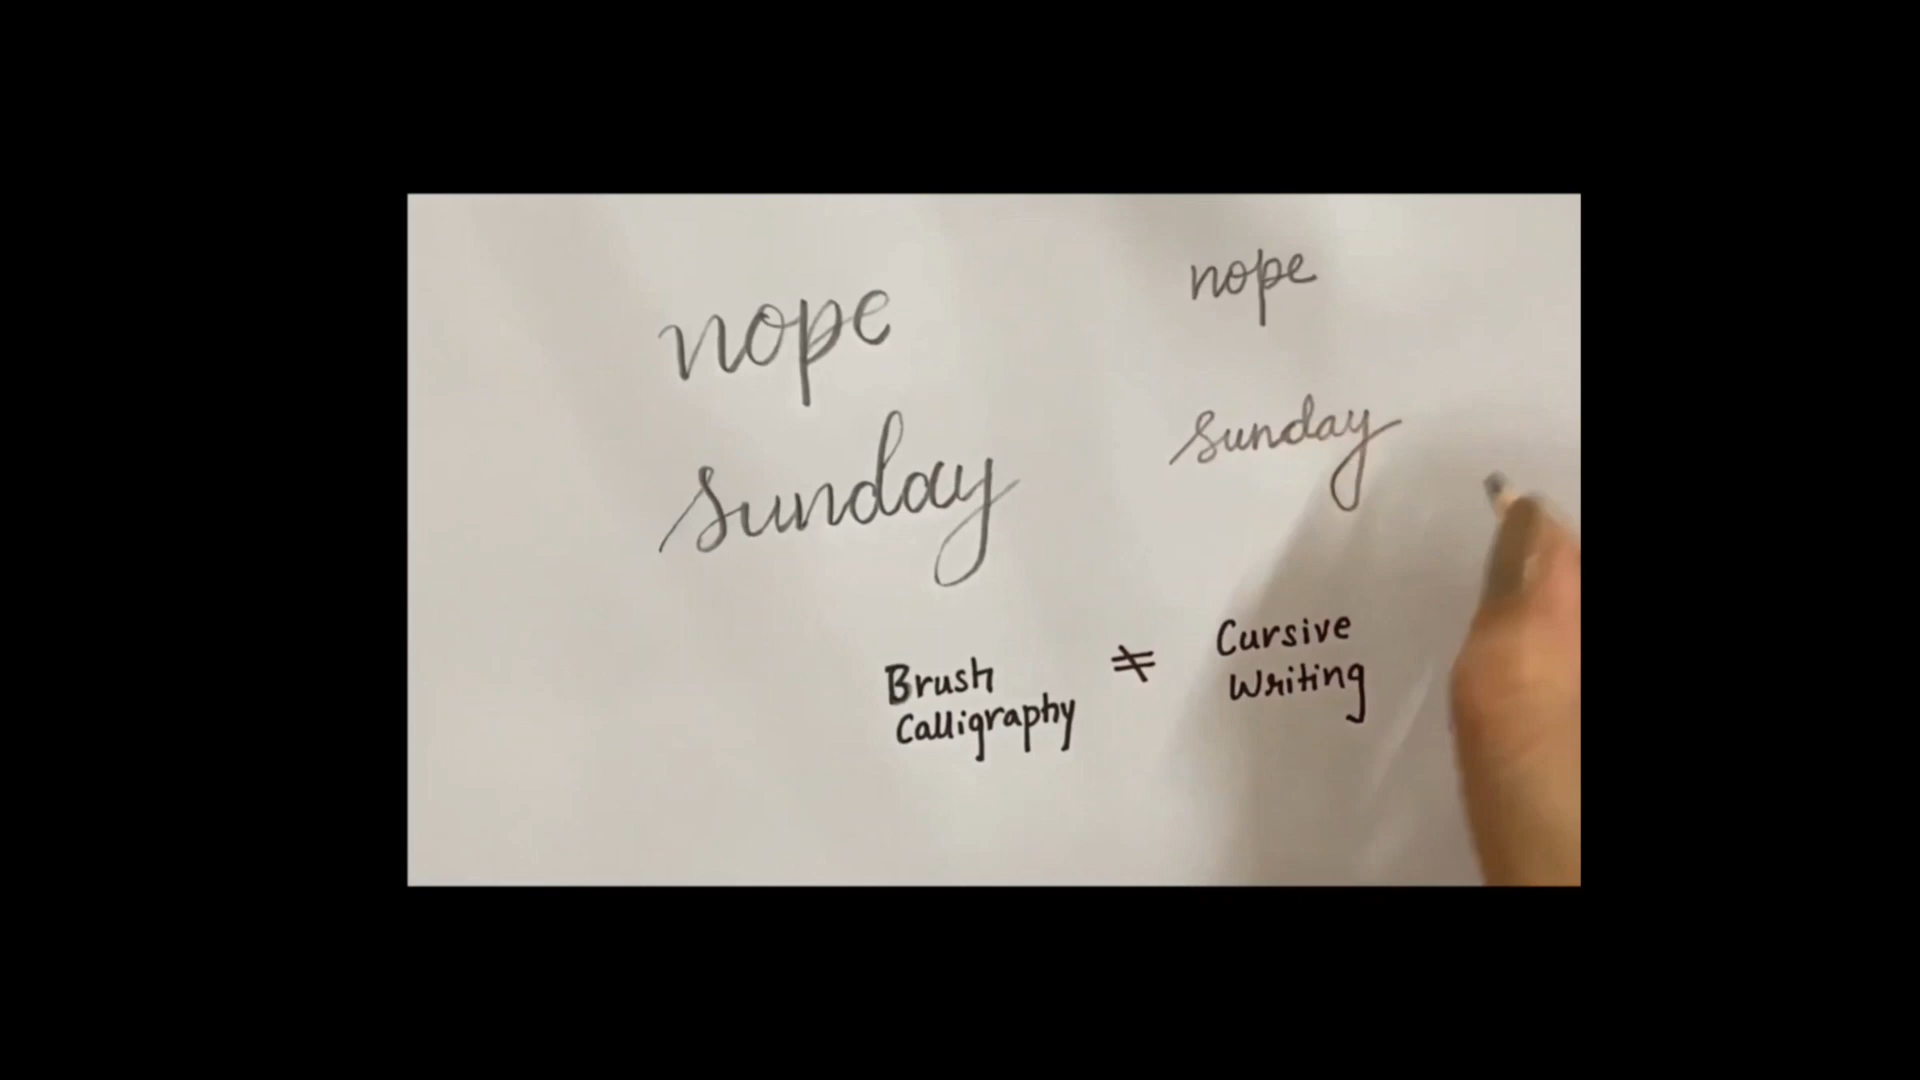 nope
sunday
nope
sunday
Brush
Calligraphy
≠
Cursive
Writing